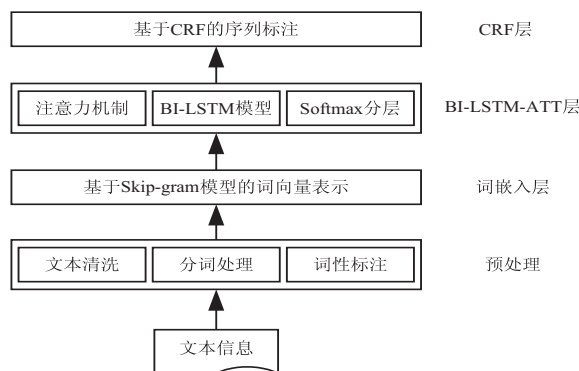 基于CRF的序列标注 CRF层
注意力机制 BI-LSTM模型 Softmax分层 BI-LSTM-ATT层
基于Skip-gram模型的词向量表示 词嵌入层
文本清洗 分词处理 词性标注 预处理
文本信息